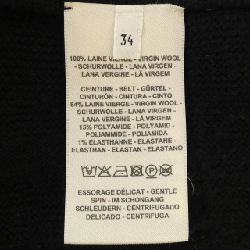 34
100% LAINE VIERGE - VIRGIN WOOL
- SCHURWOLLE - LANA VIRGEN -
LANA VERGINE - LÃ VIRGEM
CEINTURE - BELT - GÜRTEL -
CINTURÓN - CINTURA - CINTO
84% LAINE VIERGE - VIRGIN WOOL
- SCHURWOLLE - LANA VIRGEN -
LANA VERGINE - LÃ VIRGEM
15% POLYAMIDE - POLYAMID -
POLIAMMIDE - POLIAMIDA
1% ELASTHANNE - ELASTHAN -
ELASTAN - ELASTAN - ELASTANO
ESSORAGE DÉLICAT - GENTLE
SPIN - IM SCHONGANG
SCHLEUDERN - CENTRIFUGADO
DELICADO - CENTRIFUGA